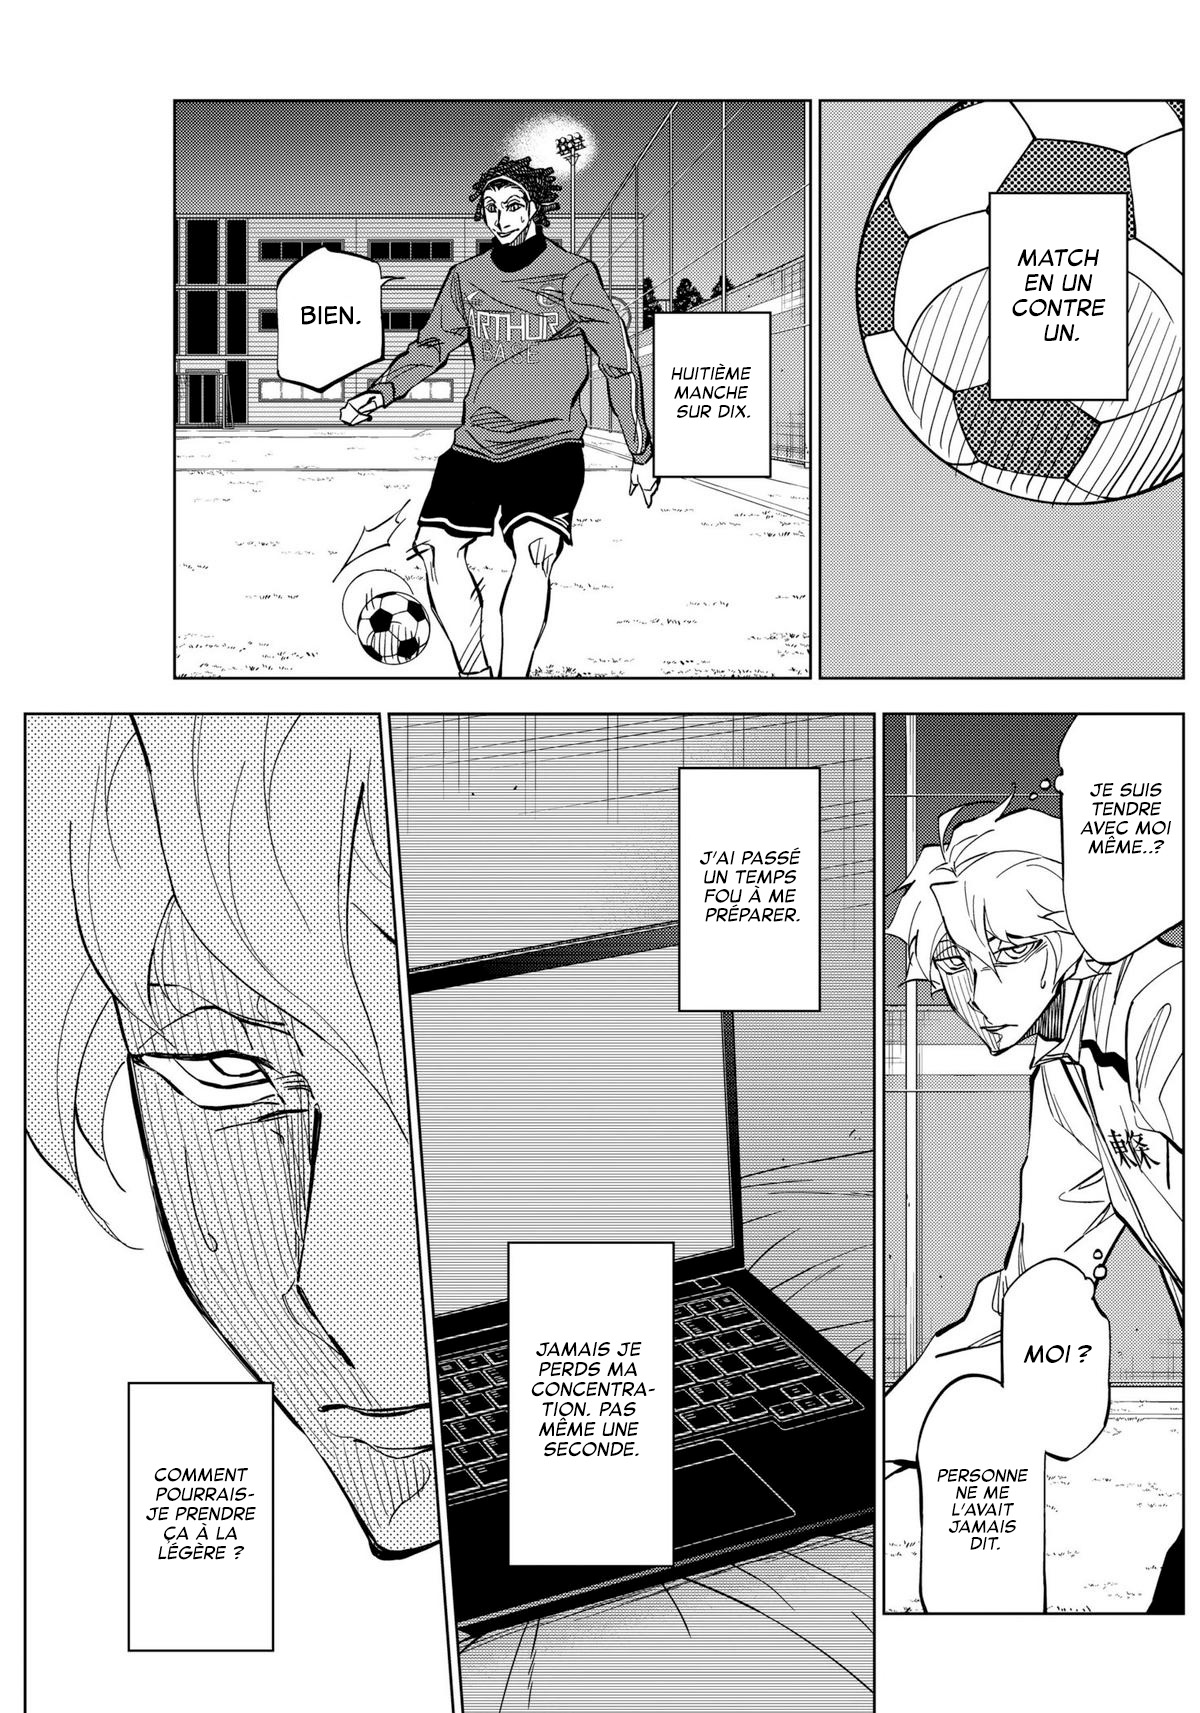 MATCH
EN UN
CONTRE
UN.
HUITIÈME
MANCHE
SUR DIX.
BIEN.
ARTHUR
BASE
JE SUIS
TENDRE
AVEC MOI
MÊME..?
東條
MOI ?
PERSONNE
NE ME
L'AVAIT
JAMAIS
DIT.
J'AI PASSÉ
UN TEMPS
FOU À ME
PRÉPARER.
JAMAIS JE
PERDS MA
CONCENTRA-
TION. PAS
MÊME UNE
SECONDE.
COMMENT
POURRAIS-
JE PRENDRE
ÇA À LA
LÉGÈRE ?